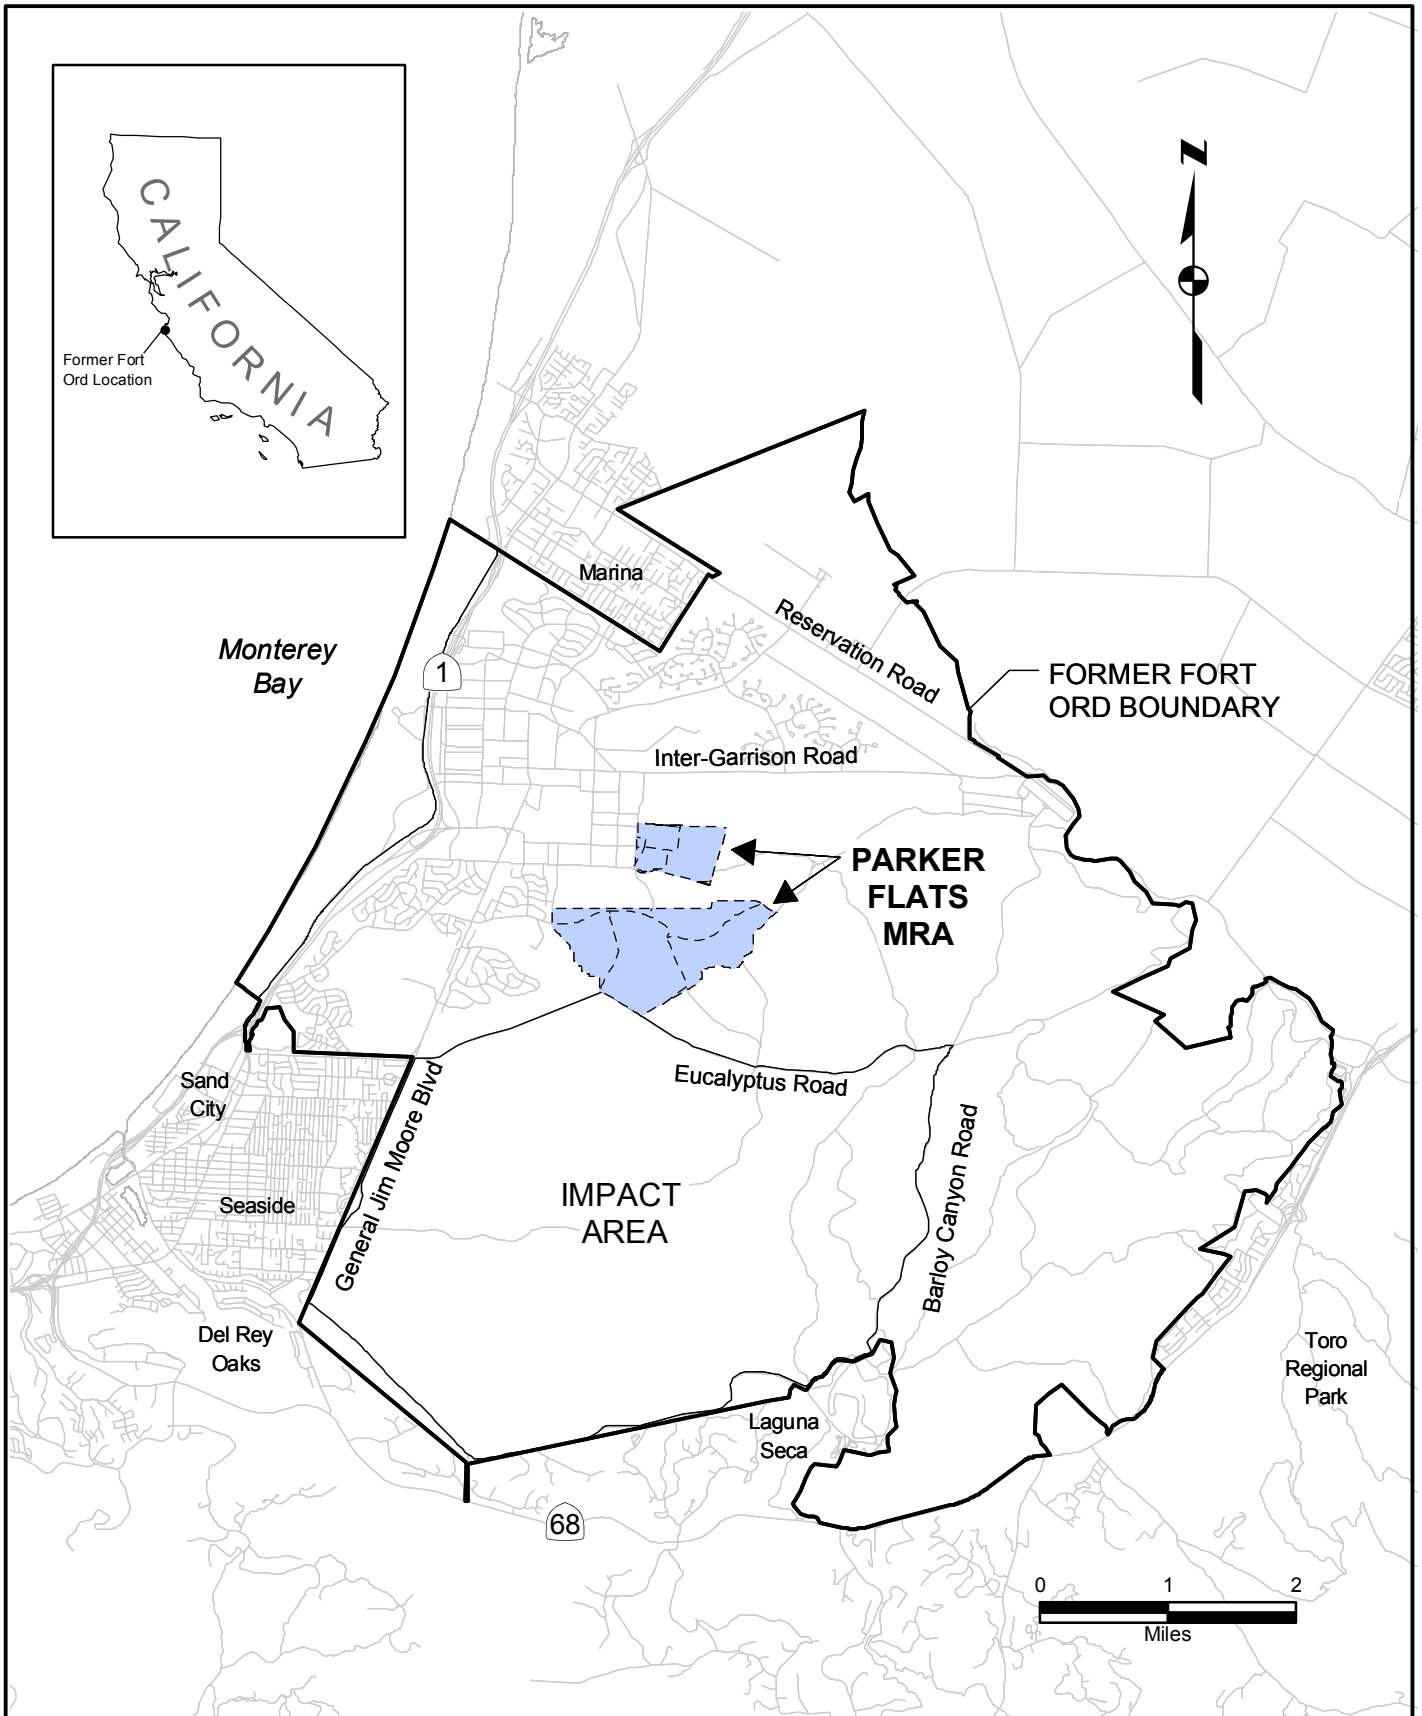 N
CALIFORNIA
Former Fort
Ord Location
Marina
Reservation Road
Monterey
Bay
1
FORMER FORT
ORD BOUNDARY
Inter-Garrison Road
PARKER
FLATS
MRA
Sand
City
Eucalyptus Road
General Jim Moore Blvd
Barloy Canyon Road
Seaside
IMPACT
AREA
Del Rey
Oaks
Toro
Regional
Park
Laguna
Seca
68
0 1 2
Miles